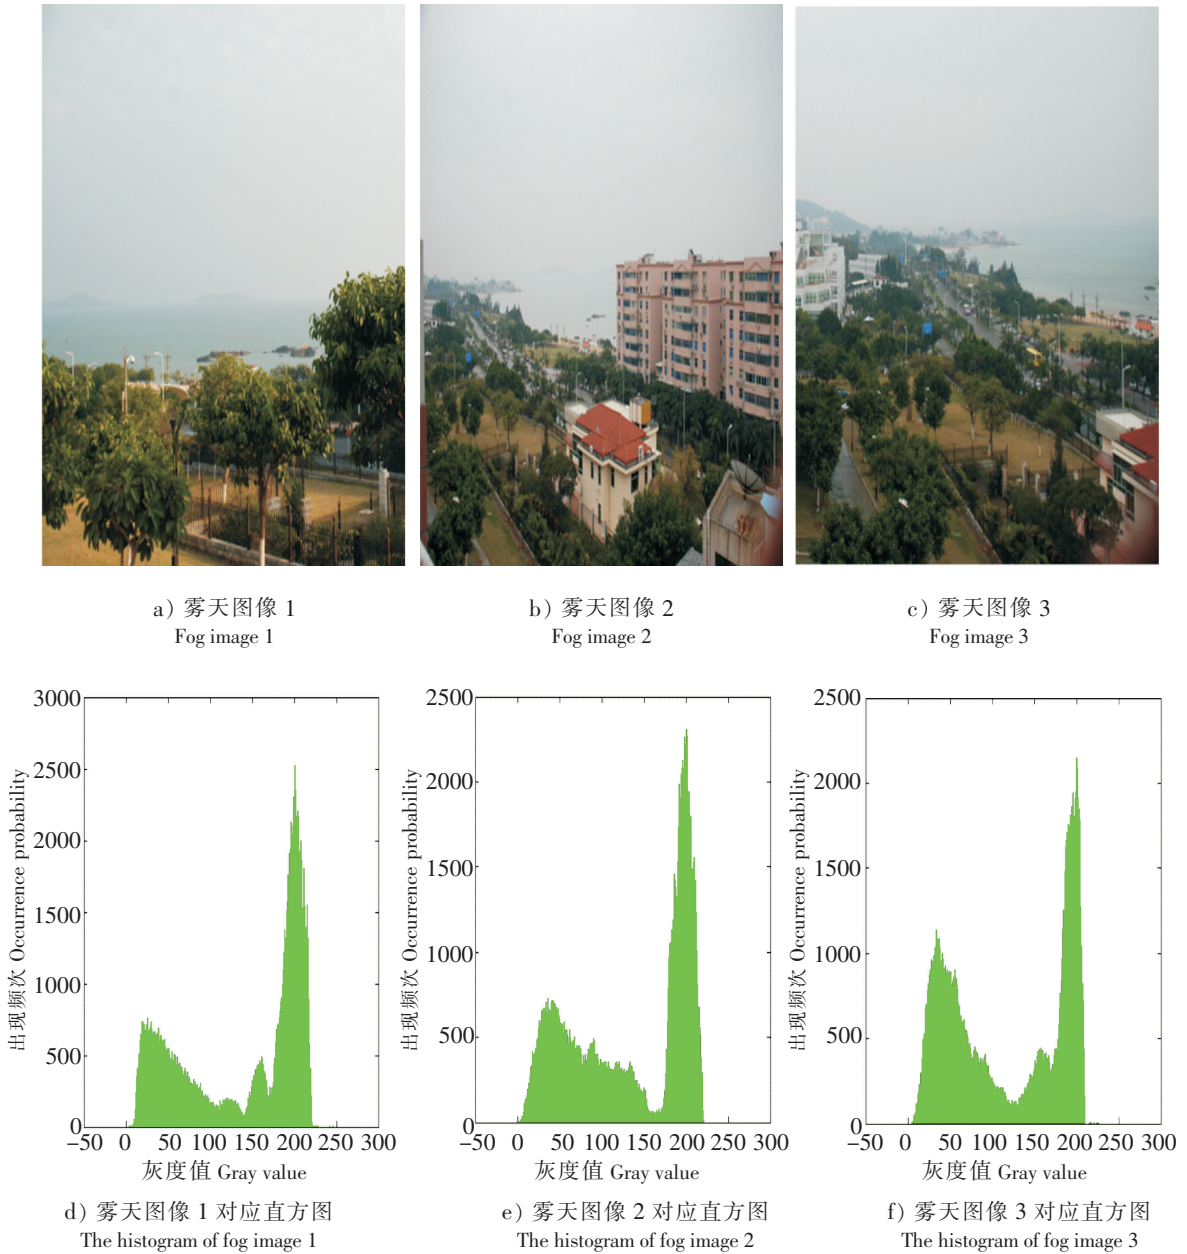 a) 雾天图像 1
Fog image 1
b) 雾天图像 2
Fog image 2
c) 雾天图像 3
Fog image 3
3000
2500
2000
1500
1000
500
0
出现频次 Occurrence probability
-50 0 50 100 150 200 250 300
灰度值 Gray value
d) 雾天图像 1 对应直方图
The histogram of fog image 1
2500
2000
1500
1000
500
0
出现频次 Occurrence probability
-50 0 50 100 150 200 250 300
灰度值 Gray value
e) 雾天图像 2 对应直方图
The histogram of fog image 2
2500
2000
1500
1000
500
0
出现频次 Occurrence probability
-50 0 50 100 150 200 250 300
灰度值 Gray value
f) 雾天图像 3 对应直方图
The histogram of fog image 3